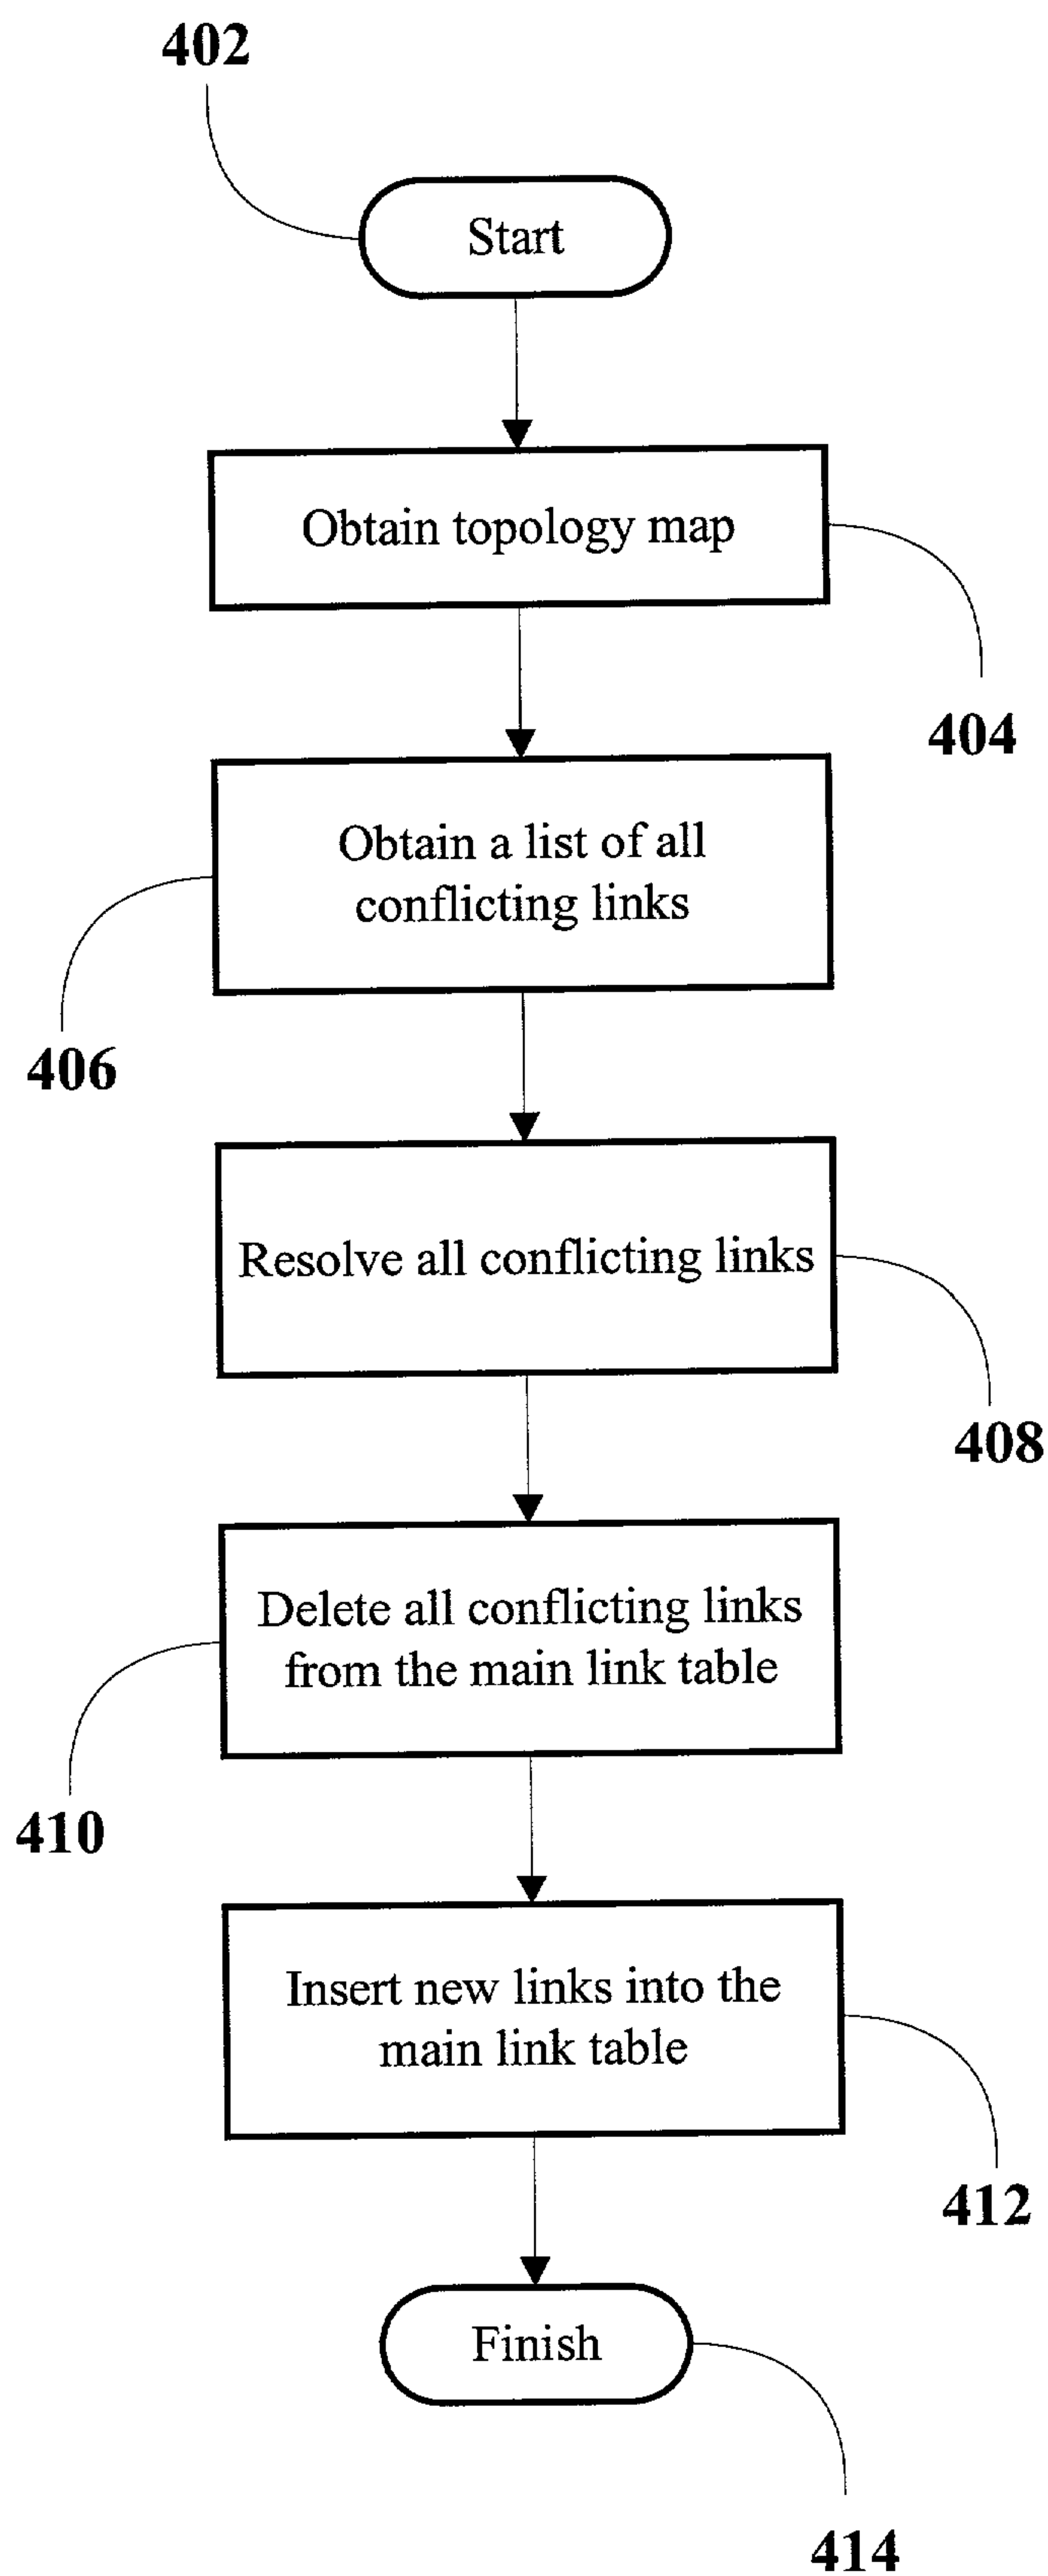 402
Start
Obtain topology map
404
Obtain a list of all
conflicting links
406
Resolve all conflicting links
408
Delete all conflicting links
from the main link table
410
Insert new links into the
main link table
412
Finish
414